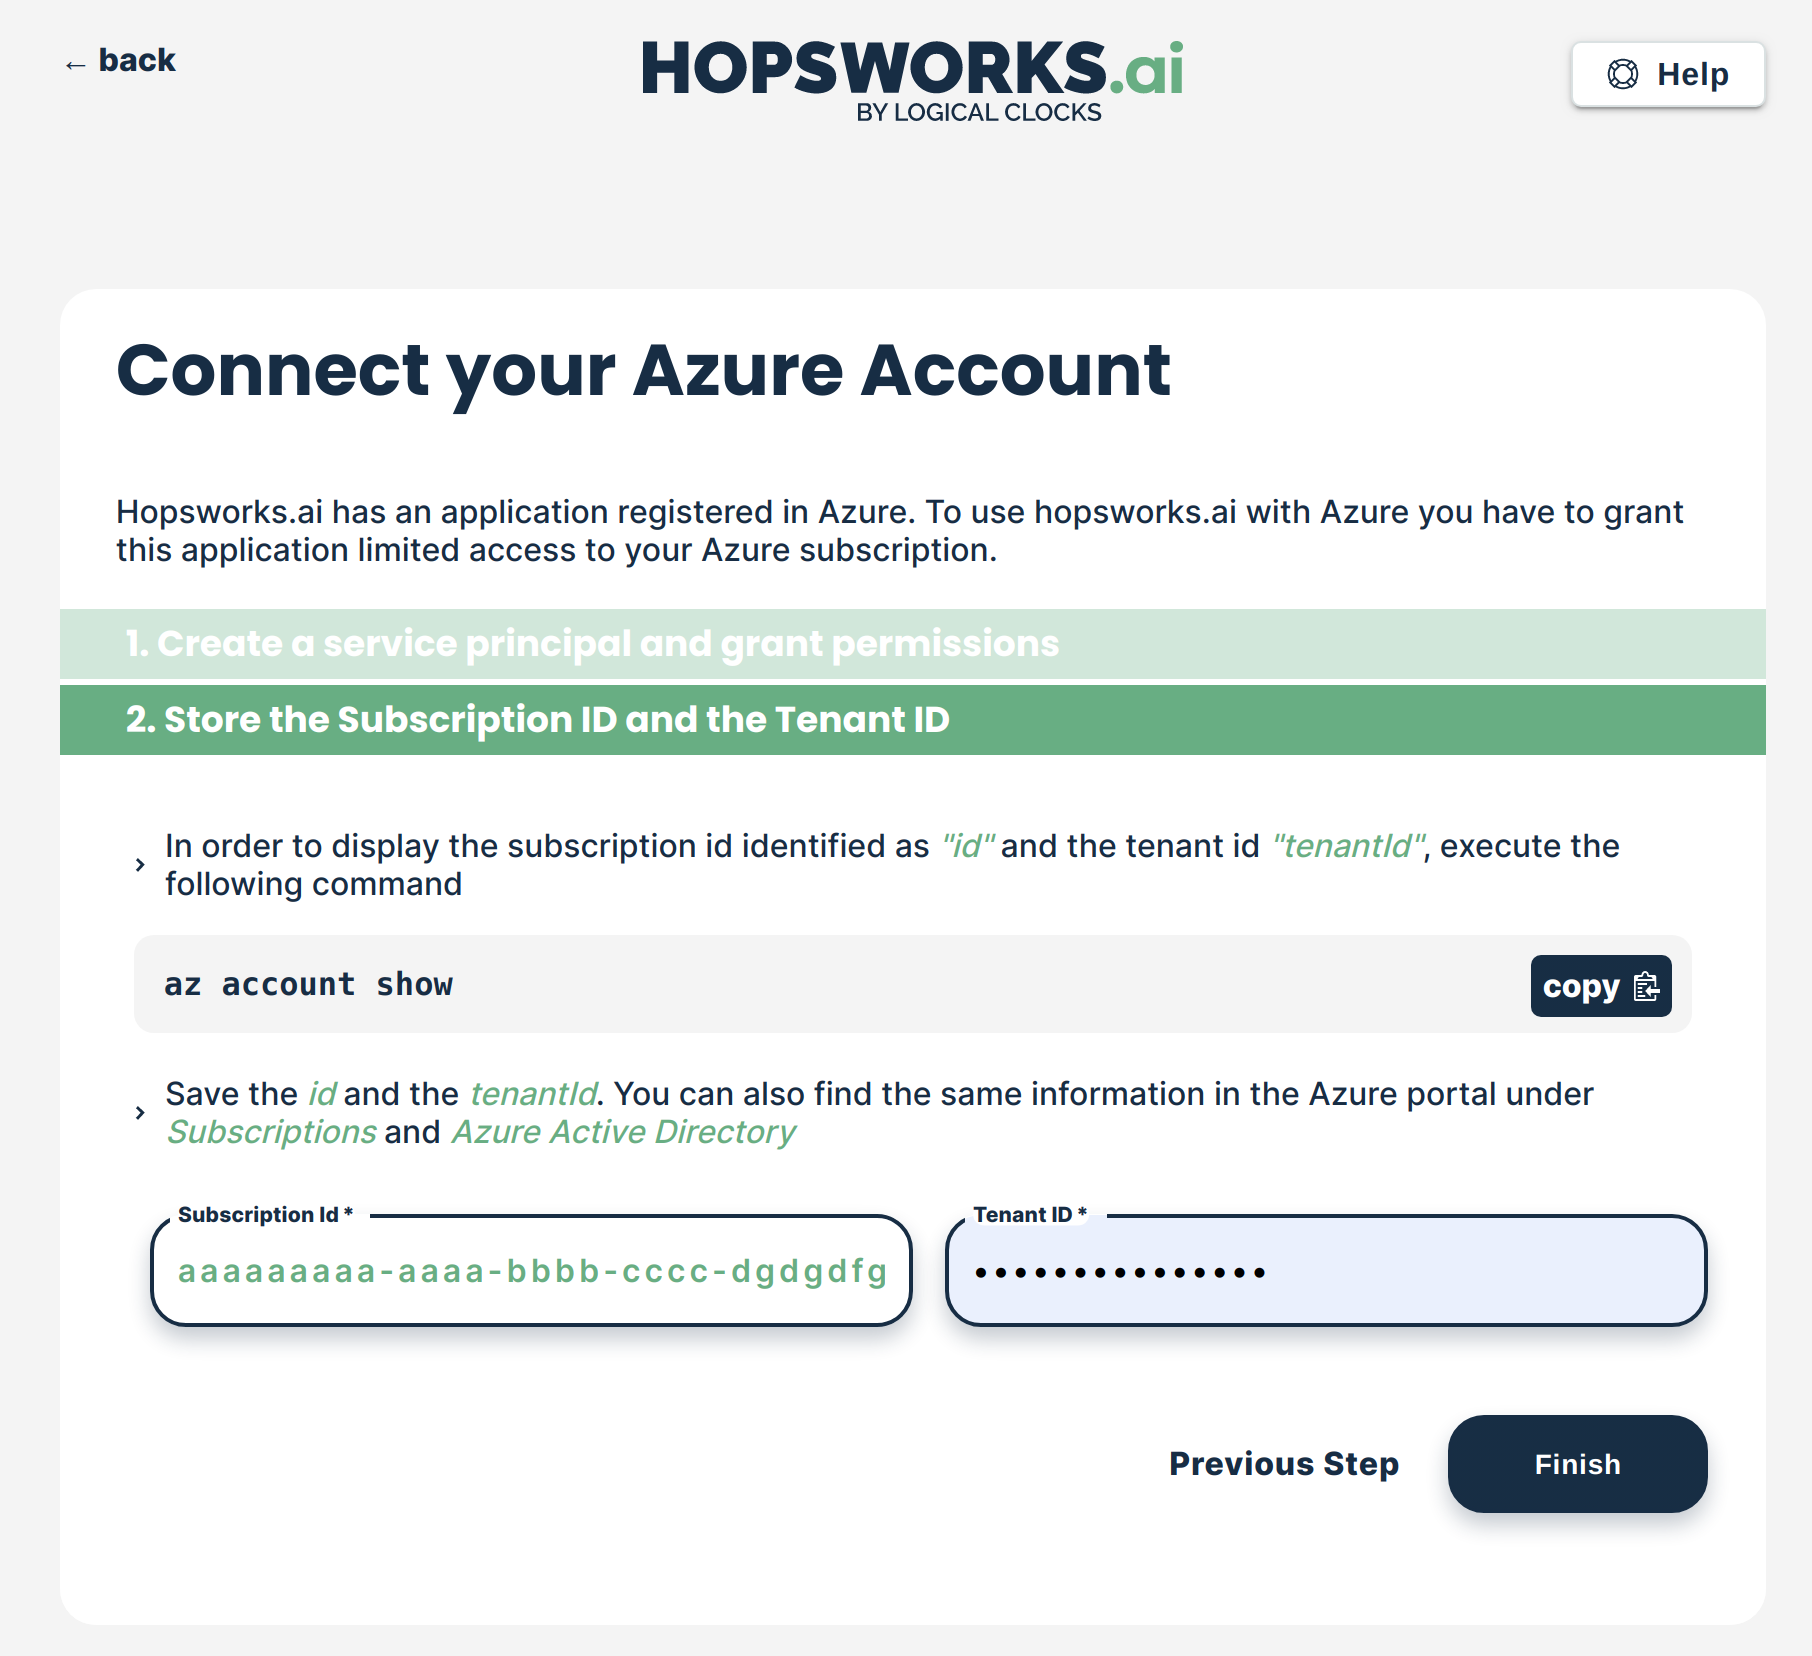 ← back
HOPSWORKS.ai
BY LOGICAL CLOCKS
Help
Connect your Azure Account
Hopsworks.ai has an application registered in Azure. To use hopsworks.ai with Azure you have to grant
this application limited access to your Azure subscription.
1. Create a service principal and grant permissions
2. Store the Subscription ID and the Tenant ID
In order to display the subscription id identified as "id" and the tenant id "tenantId", execute the
following command
az account show
copy
Save the id and the tenantId. You can also find the same information in the Azure portal under
Subscriptions and Azure Active Directory
Subscription Id *
aaaaaaaaa-aaaa-bbbb-cccc-dgdgdfg
Tenant ID *
•••••••••••••••
Previous Step
Finish